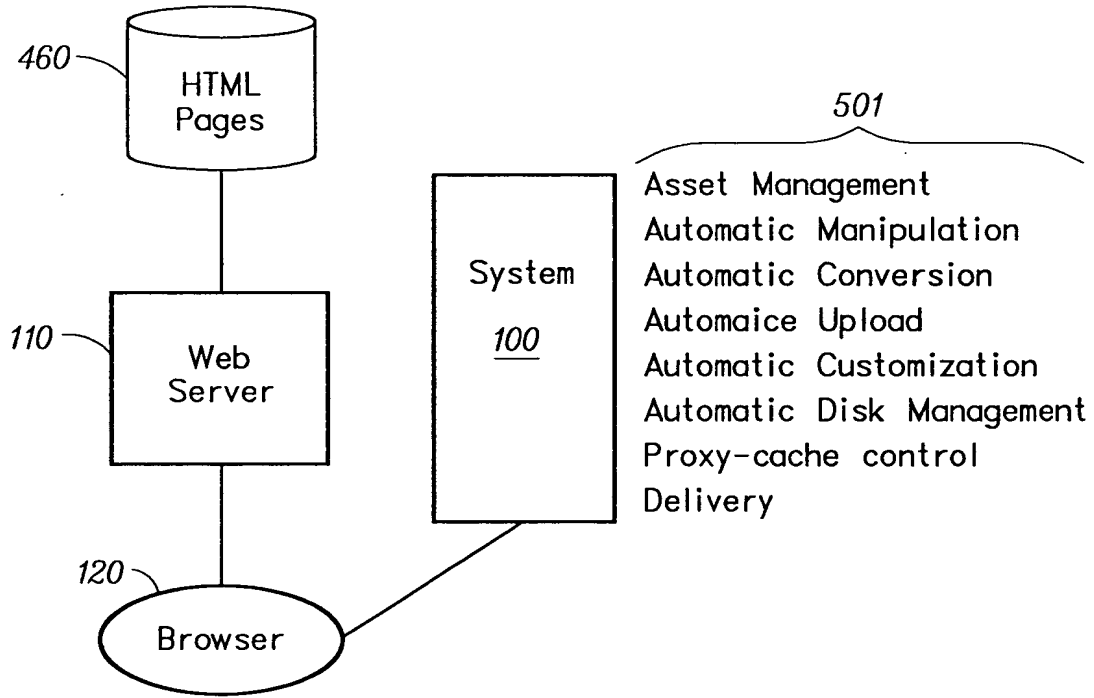 460
HTML
Pages
501
Asset Management
Automatic Manipulation
Automatic Conversion
Automaice Upload
Automatic Customization
Automatic Disk Management
Proxy-cache control
Delivery
System
100
110
Web
Server
120
Browser